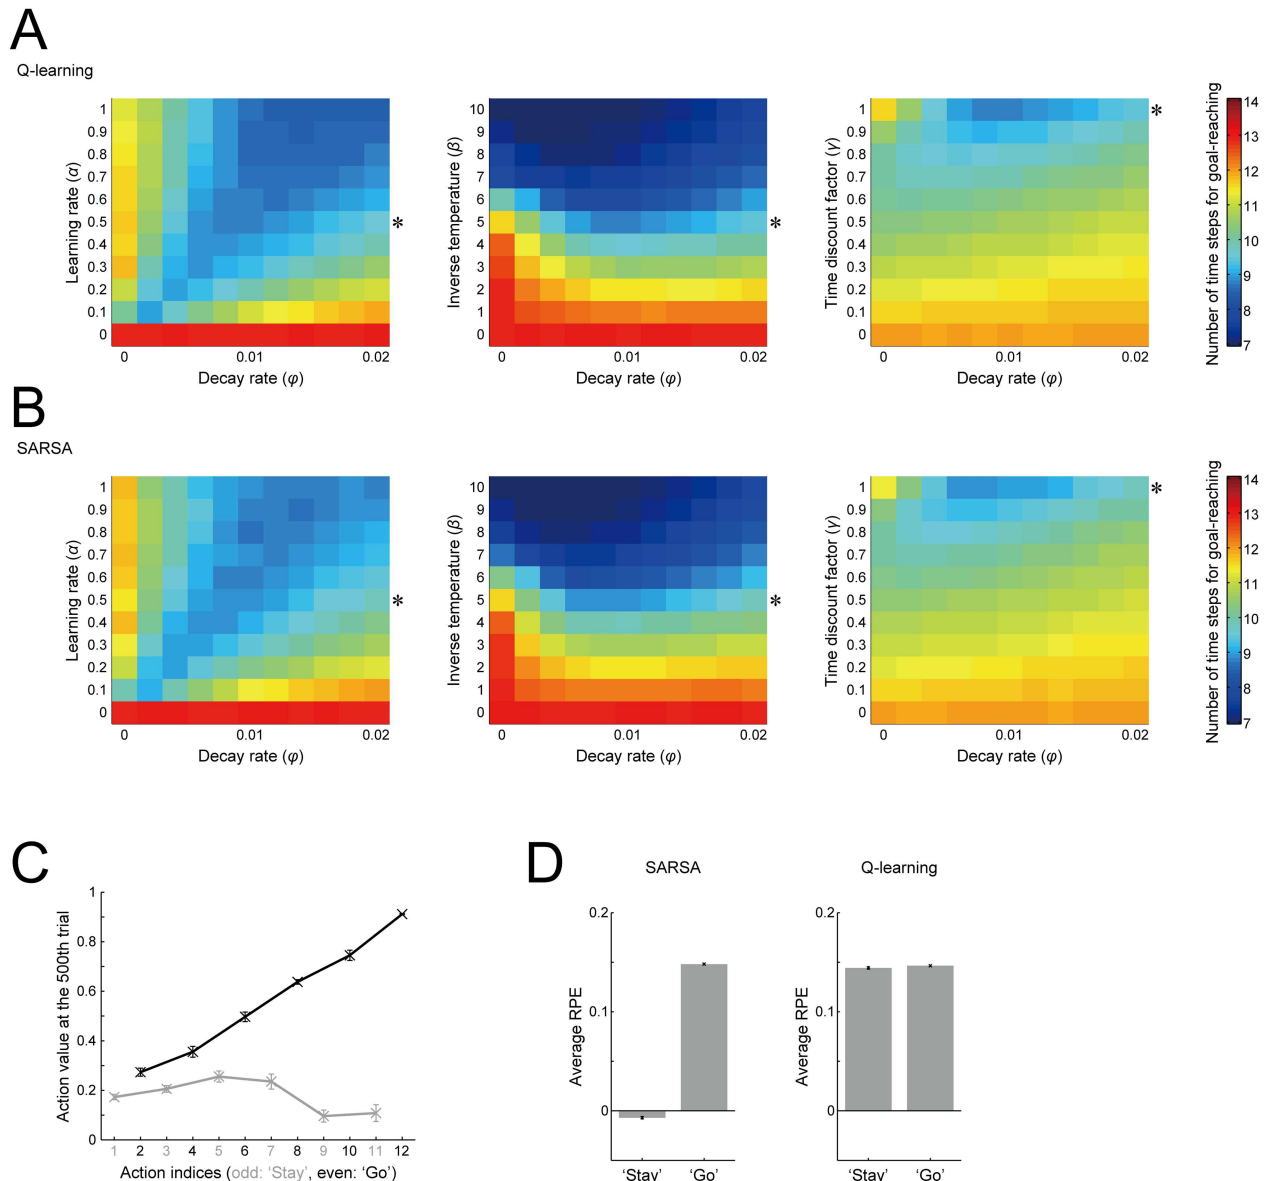 A
Q-learning
Learning rate (α)
1
0.9
0.8
0.7
0.6
0.5
0.4
0.3
0.2
0.1
0
*
0 0.01 0.02
Decay rate (φ)
Inverse temperature (β)
10
9
8
7
6
5
4
3
2
1
0
*
0 0.01 0.02
Decay rate (φ)
Time discount factor (γ)
1
0.9
0.8
0.7
0.6
0.5
0.4
0.3
0.2
0.1
0
*
0 0.01 0.02
Decay rate (φ)
Number of time steps for goal-reaching
14
13
12
11
10
9
8
7
B
SARSA
Learning rate (α)
1
0.9
0.8
0.7
0.6
0.5
0.4
0.3
0.2
0.1
0
*
0 0.01 0.02
Decay rate (φ)
Inverse temperature (β)
10
9
8
7
6
5
4
3
2
1
0
*
0 0.01 0.02
Decay rate (φ)
Time discount factor (γ)
1
0.9
0.8
0.7
0.6
0.5
0.4
0.3
0.2
0.1
0
*
0 0.01 0.02
Decay rate (φ)
Number of time steps for goal-reaching
14
13
12
11
10
9
8
7
C
Action value at the 500th trial
1
0.8
0.6
0.4
0.2
0
1 2 3 4 5 6 7 8 9 10 11 12
Action indices (odd: ‘Stay’, even: ‘Go’)
D
SARSA
Average RPE
0.2
0.1
0
‘Stay’ ‘Go’
Q-learning
Average RPE
0.2
0.1
0
‘Stay’ ‘Go’